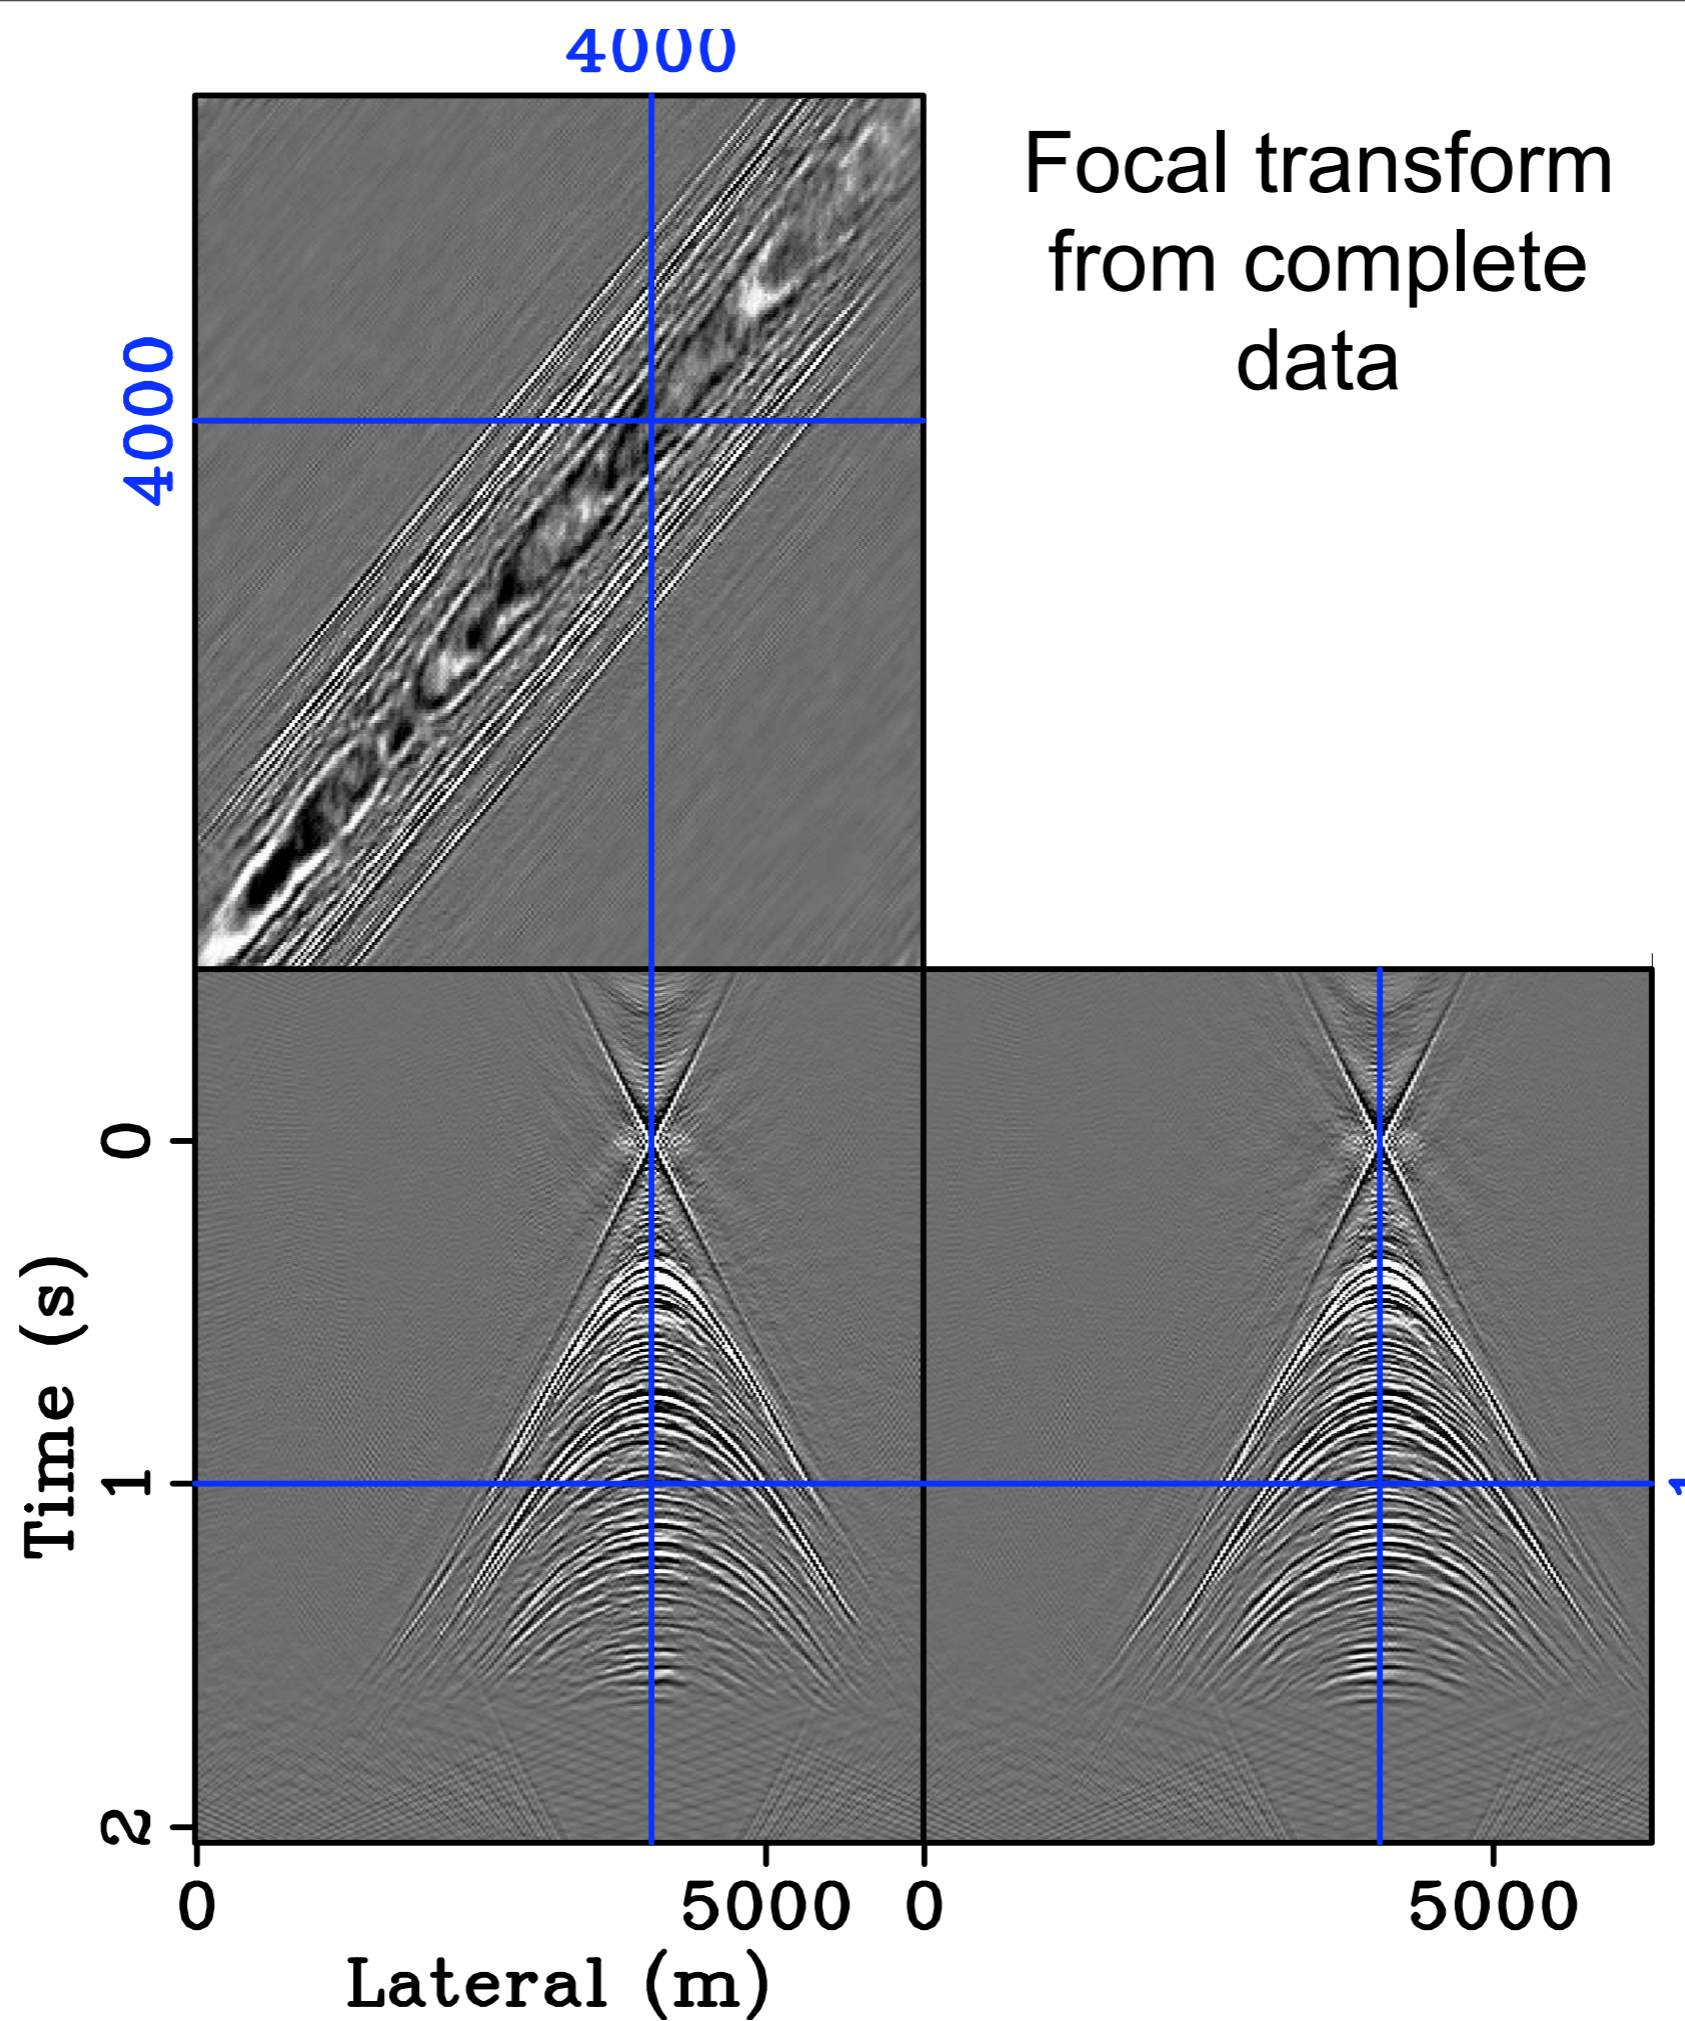 4000
Focal transform
from complete
data
4000
0
1
2
Time (s)
0
5000
0
5000
Lateral (m)